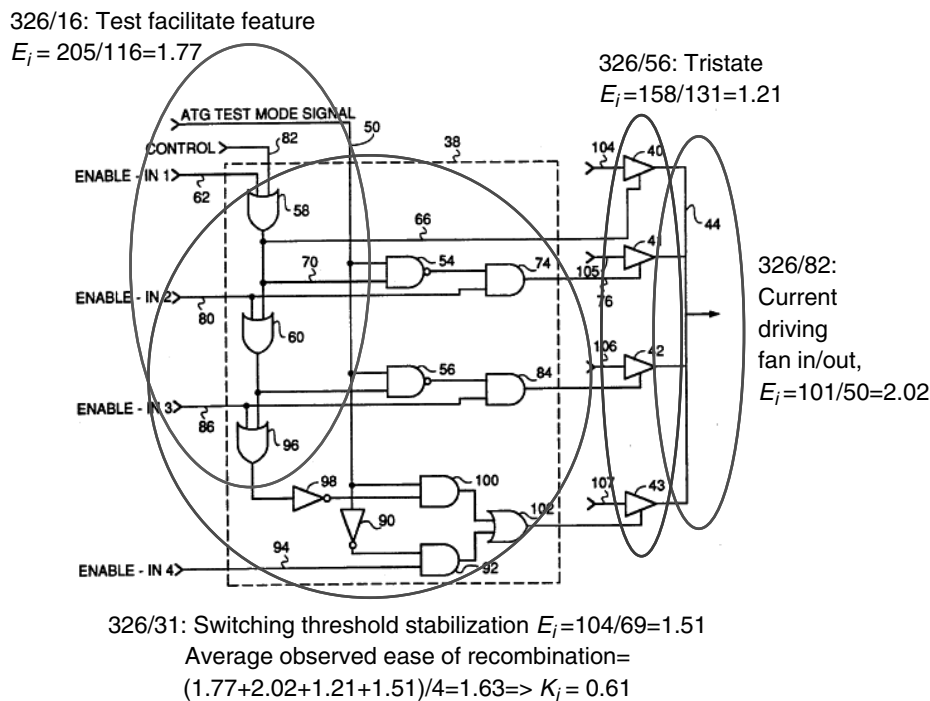 326/16: Test facilitate feature
Ei = 205/116=1.77
326/56: Tristate
Ei=158/131=1.21
ATG TEST MODE SIGNAL
50
CONTROL
82
38
104
40
ENABLE - IN 1
62
58
66
44
41
70
54
74
105
76
ENABLE - IN 2
80
60
326/82:
Current
driving
fan in/out,
Ei=101/50=2.02
106
42
56
84
ENABLE - IN 3
86
96
100
98
107
43
102
90
94
92
ENABLE - IN 4
326/31: Switching threshold stabilization Ei=104/69=1.51
Average observed ease of recombination=
(1.77+2.02+1.21+1.51)/4=1.63=> Ki = 0.61